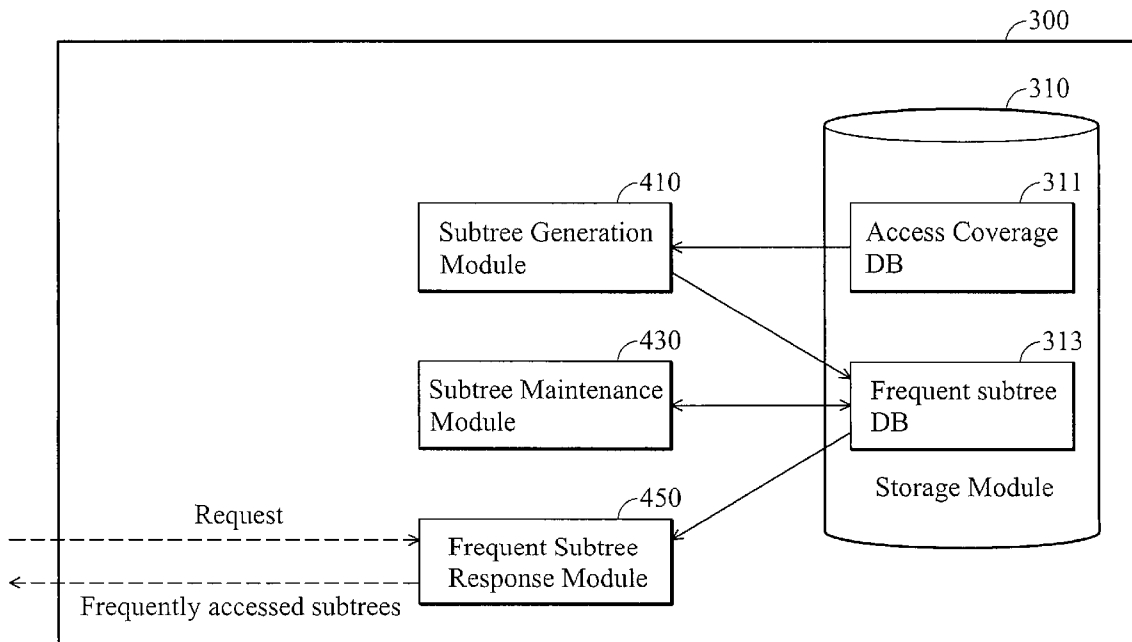 300
310
410
311
Subtree Generation
Module
Access Coverage
DB
430
313
Subtree Maintenance
Module
Frequent subtree
DB
Storage Module
450
Request
Frequent Subtree
Response Module
Frequently accessed subtrees